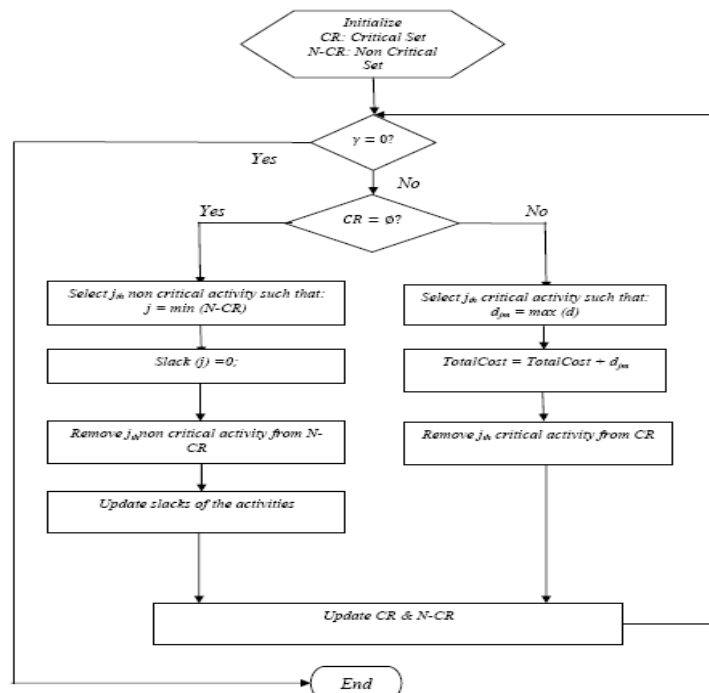 Initialize
CR: Critical Set
N-CR: Non Critical
Set
γ = 0?
Yes
No
CR = ∅?
Yes
No
Select jth non critical activity such that:
j = min (N-CR)
Slack (j) =0;
Remove jth non critical activity from N-
CR
Update slacks of the activities
Select jth critical activity such that:
djm = max (d)
TotalCost = TotalCost + djm
Remove jth critical activity from CR
Update CR & N-CR
End